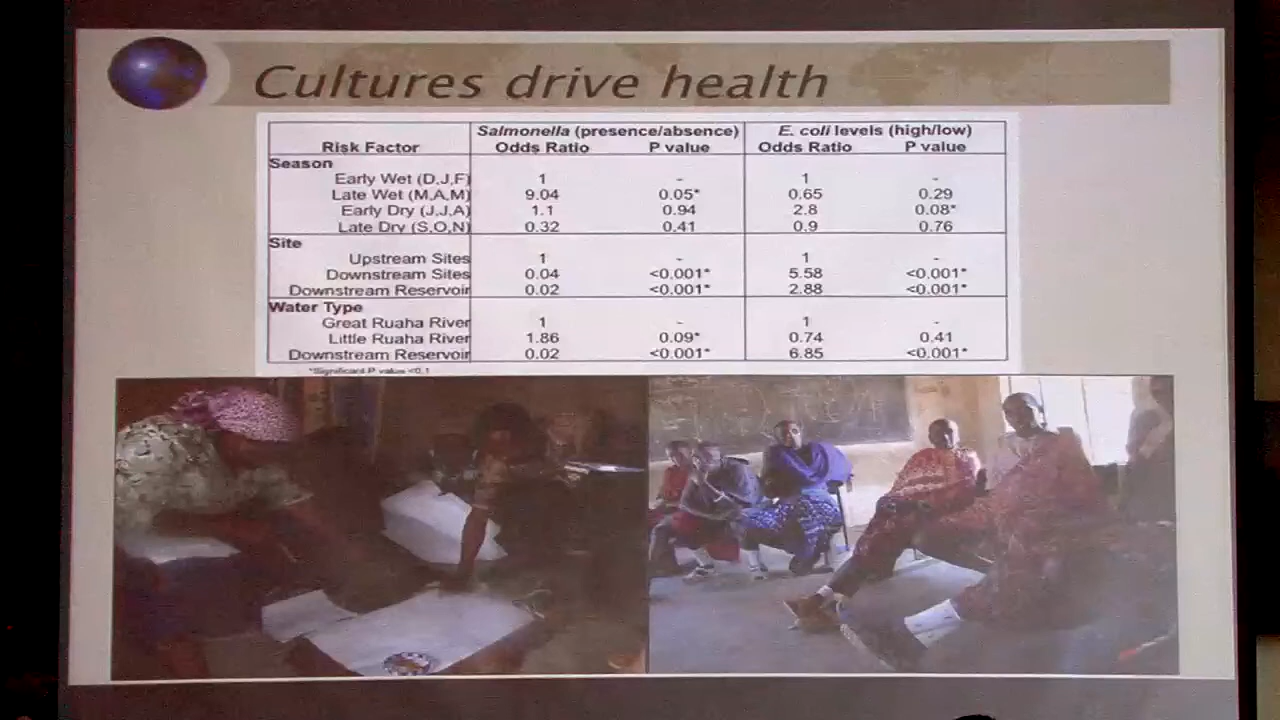 Cultures drive health
Salmonella (presence/absence) E. coli levels (high/low)
Risk Factor Odds Ratio P value Odds Ratio P value
Season
Early Wet (D,J,F) 1 - 1 -
Late Wet (M,A,M) 9.04 0.05* 0.65 0.29
Early Dry (J,J,A) 1.1 0.94 2.8 0.08*
Late Dry (S,O,N) 0.32 0.41 0.9 0.76
Site
Upstream Sites 1 - 1 -
Downstream Sites 0.04 <0.001* 5.58 <0.001*
Downstream Reservoir 0.02 <0.001* 2.88 <0.001*
Water Type
Great Ruaha River 1 - 1 -
Little Ruaha River 1.86 0.09* 0.74 0.41
Downstream Reservoir 0.02 <0.001* 6.85 <0.001*
*Significant P value <0.1